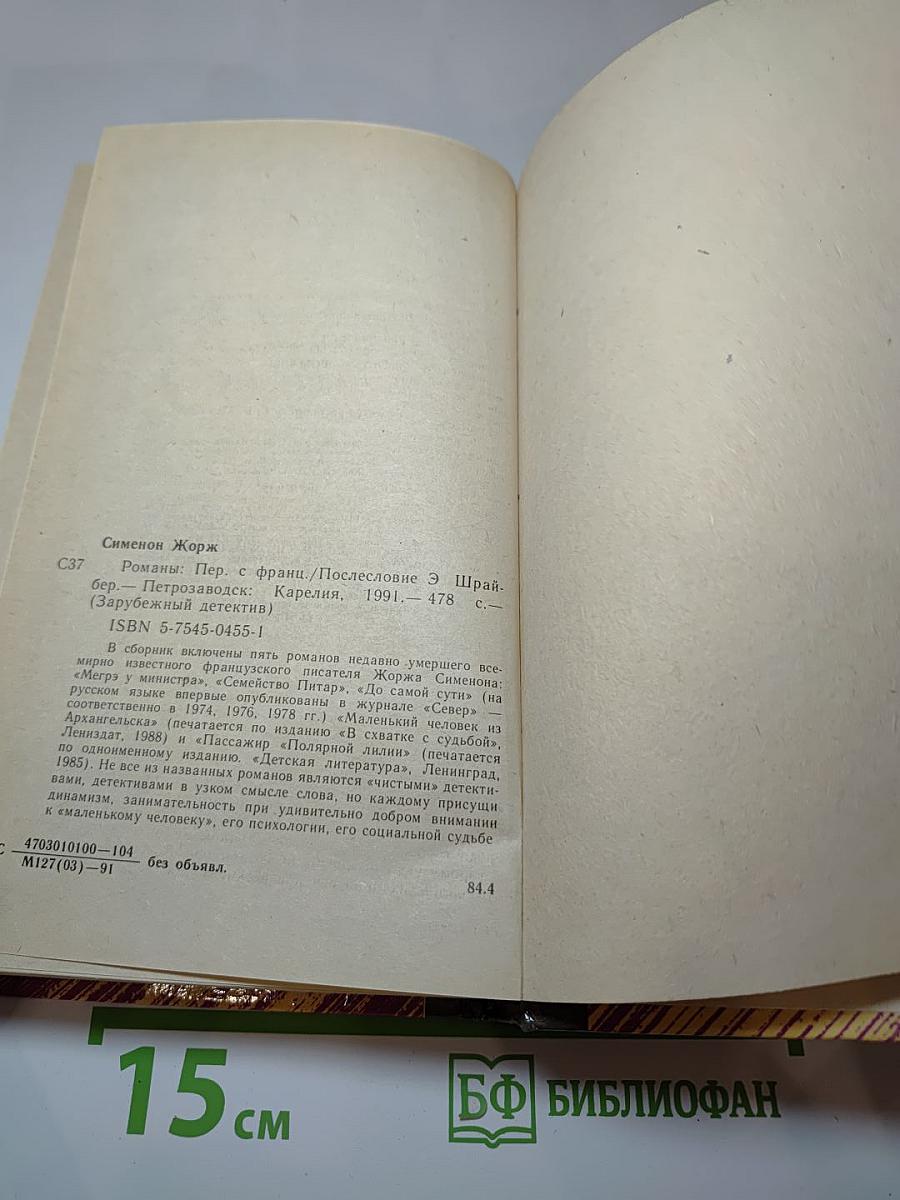 Сименон Жорж
С37 Романы: Пер. с франц./Послесловие Э Шрай-
бер.— Петрозаводск: Карелия, 1991.— 478 с.—
(Зарубежный детектив)
ISBN 5-7545-0455-1
В сборник включены пять романов недавно умершего все-
мирно известного французского писателя Жоржа Сименона:
«Мегрэ у министра», «Семейство Питар», «До самой сути» (на
русском языке впервые опубликованы в журнале «Север» —
соответственно в 1974, 1976, 1978 гг.) «Маленький человек из
Архангельска» (печатается по изданию «В схватке с судьбой»,
Лениздат, 1988) и «Пассажир «Полярной лилии» (печатается
по одноименному изданию. «Детская литература», Ленинград,
1985). Не все из названных романов являются «чистыми» детекти-
вами, детективами в узком смысле слова, но каждому присущи
динамизм, занимательность при удивительно добром внимании
к «маленькому человеку», его психологии, его социальной судьбе
С 4703010100—104
М127(03)—91 без объявл.
84.4
15 см
БФ БИБЛИОФАН